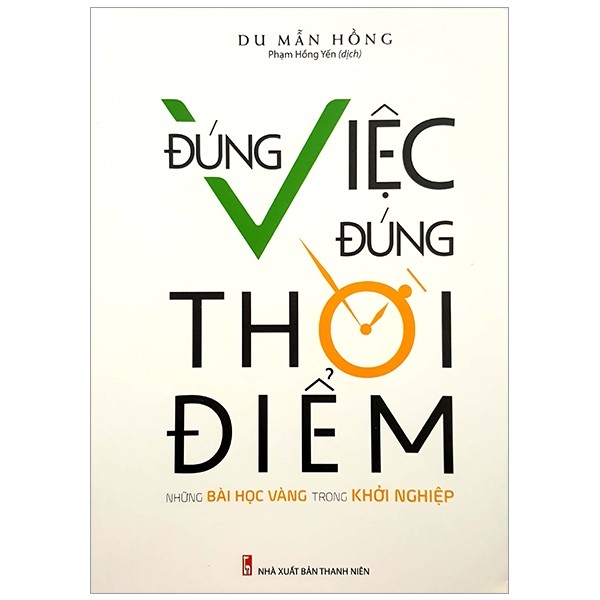 DU MẪN HỒNG
Phạm Hồng Yến (dịch)
ĐÚNG VIỆC
ĐÚNG
THỜI
ĐIỂM
NHỮNG BÀI HỌC VÀNG TRONG KHỞI NGHIỆP
NHÀ XUẤT BẢN THANH NIÊN